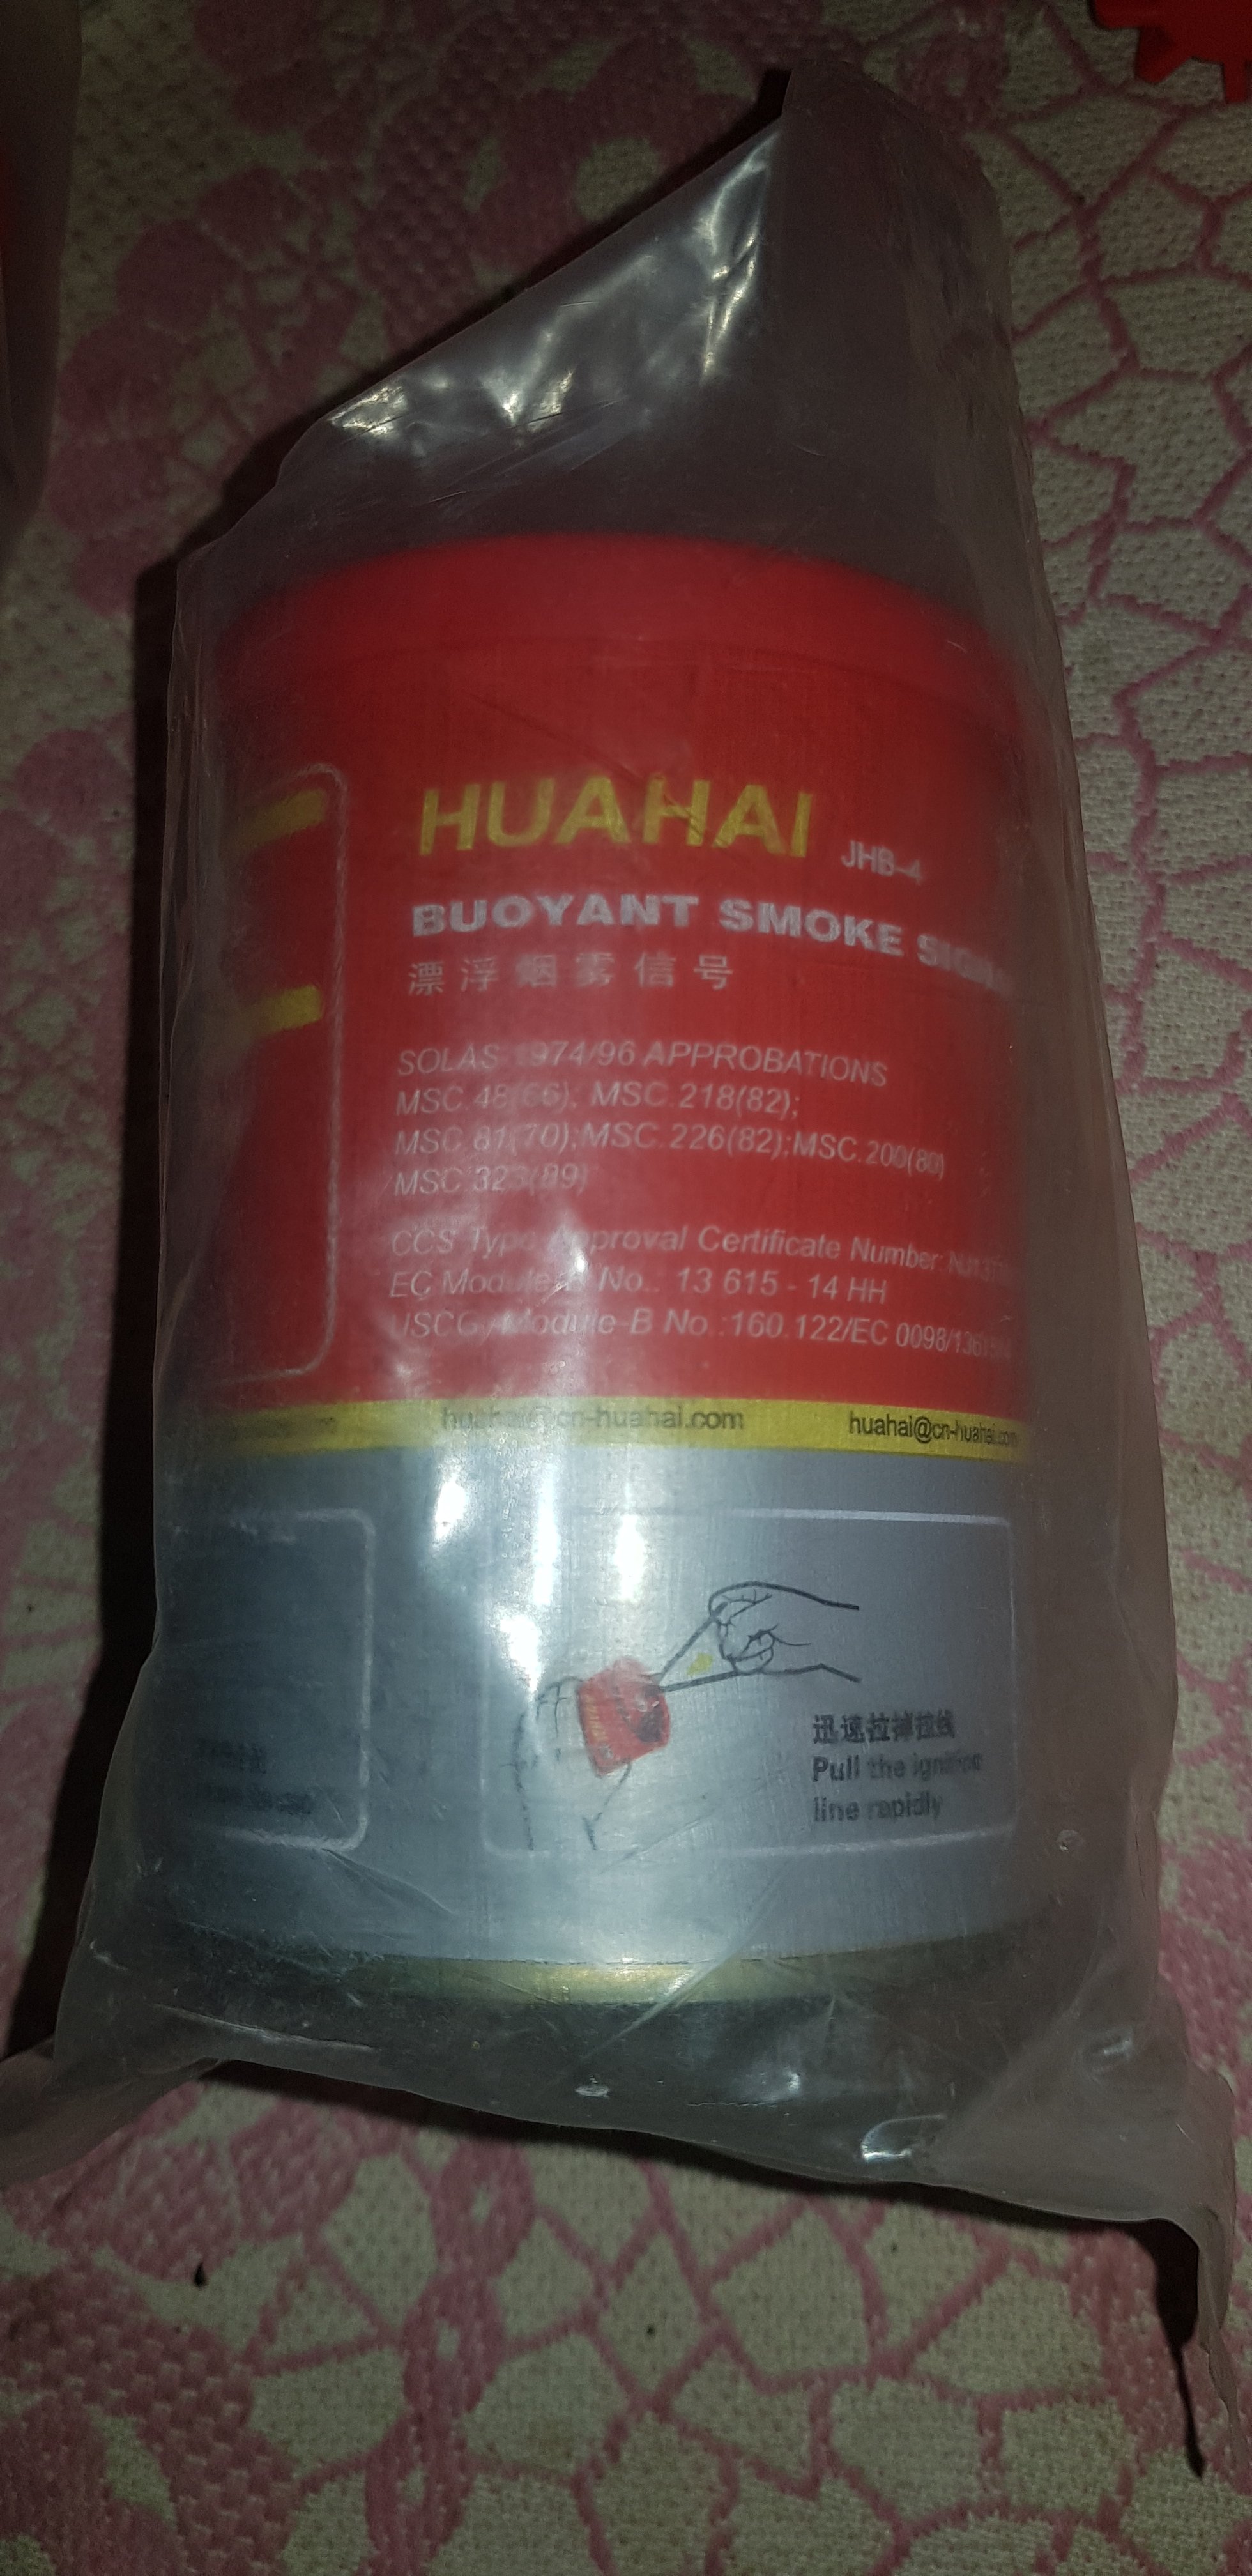 HUAHAI JHB-4
BUOYANT SMOKE
漂浮烟雾信号
SOLAS 1974/96 APPROBATIONS
MSC.48(66); MSC.218(82);
MSC.81(70);MSC.226(82);MSC.200(80)
MSC.323(89)
CCS Type Approval Certificate Number:
EC Module-B No.: 13 615 - 14 HH
USCG/Module-B No.:160.122/EC 0098/
huahai@cn-huahai.com huahai@cn-huahai.com
迅速拉掉拉线
Pull the ignition
line rapidly